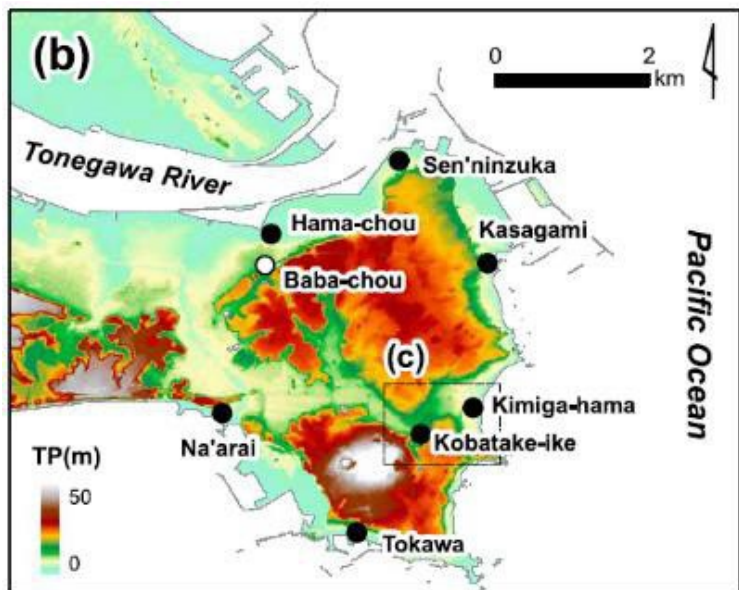 (b)
0 2
km
Tonegawa River
Sen'ninzuka
Hama-chou
Kasagami
Baba-chou
Pacific Ocean
(c)
Kimiga-hama
Na'arai
Kobatake-ike
TP(m)
50
0
Tokawa